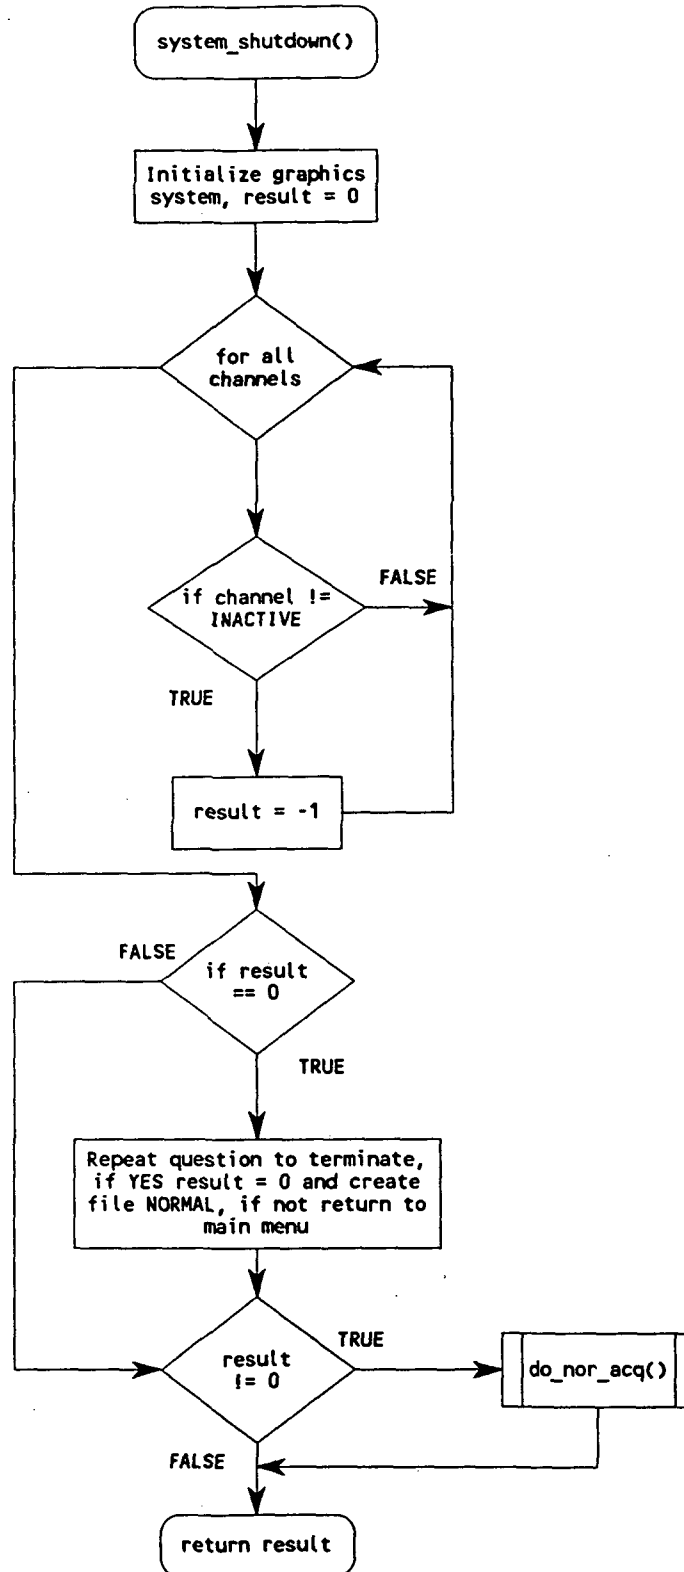 system_shutdown()
Initialize graphics
system, result = 0
for all
channels
FALSE
if channel !=
INACTIVE
TRUE
result = -1
FALSE
if result
== 0
TRUE
Repeat question to terminate,
if YES result = 0 and create
file NORMAL, if not return to
main menu
TRUE
result
!= 0
do_nor_acq()
FALSE
return result